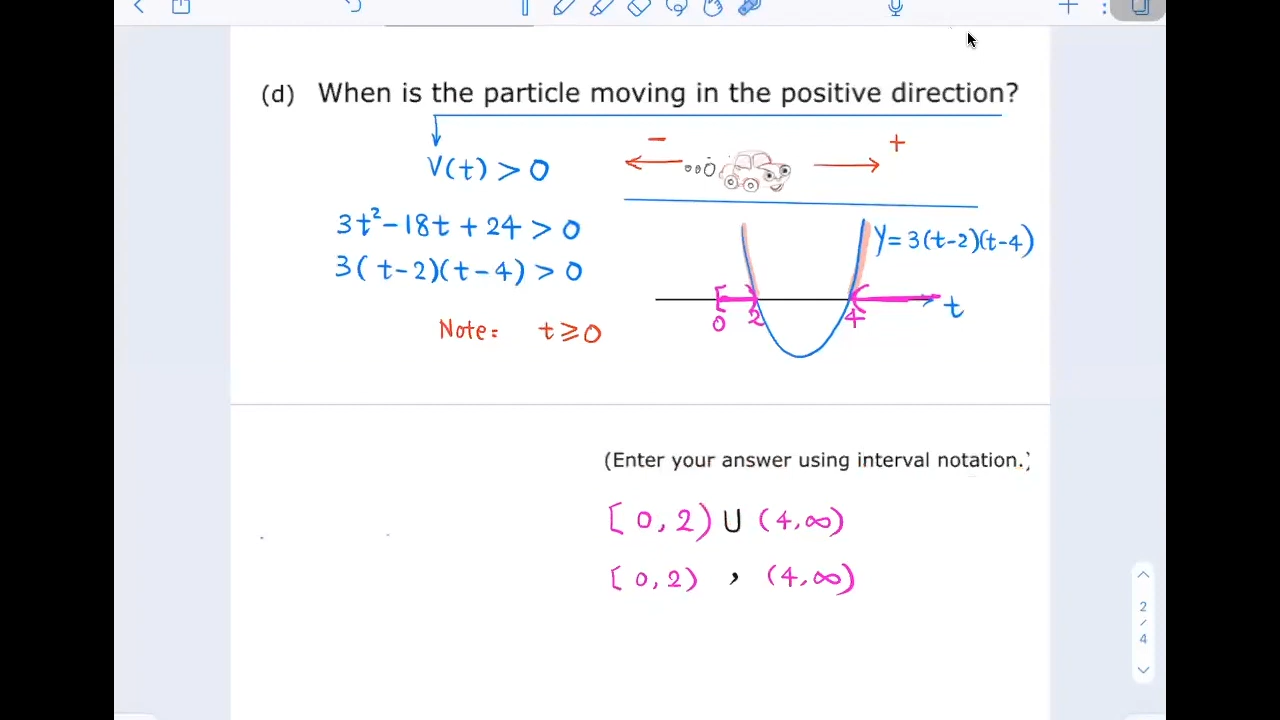 (d) When is the particle moving in the positive direction?
− +
V(t) > 0
3t² − 18t + 24 > 0
y = 3(t−2)(t−4)
3(t−2)(t−4) > 0
0 2 4 t
Note: t ≥ 0
(Enter your answer using interval notation.)
[0, 2) ∪ (4, ∞)
[0, 2) , (4, ∞)
2
/
4